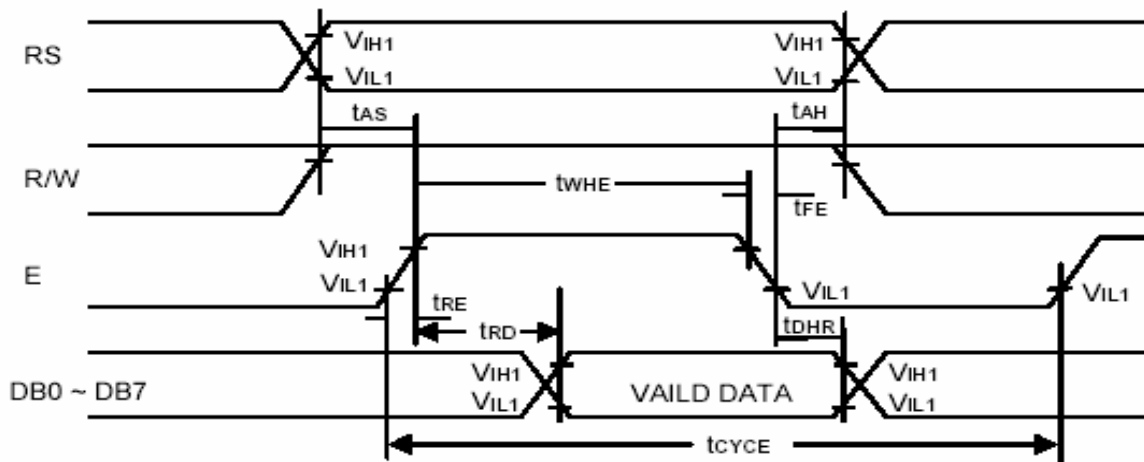 RS
VIH1
VIL1
VIH1
VIL1
tAS
tAH
R/W
tWHE
tFE
E
VIH1
VIL1
VIL1
VIL1
tRE
tRD
tDHR
DB0 ~ DB7
VIH1
VIL1
VAILD DATA
VIH1
VIL1
tCYCE